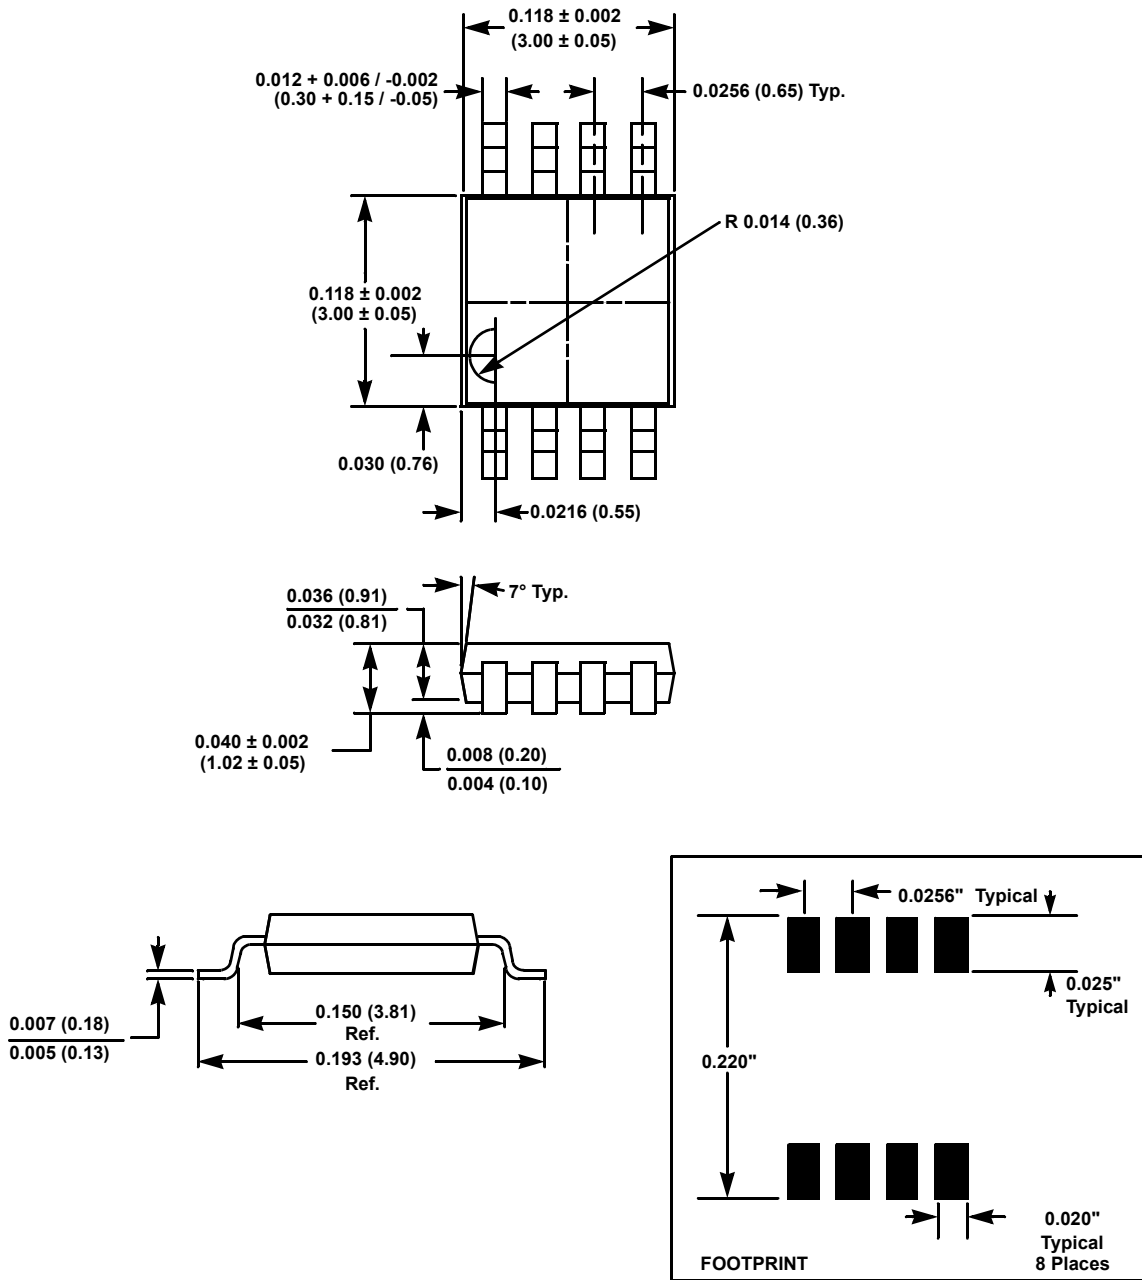 0.118 ± 0.002
(3.00 ± 0.05)
0.012 + 0.006 / -0.002
(0.30 + 0.15 / -0.05)
0.0256 (0.65) Typ.
R 0.014 (0.36)
0.118 ± 0.002
(3.00 ± 0.05)
0.030 (0.76)
0.0216 (0.55)
7° Typ.
0.036 (0.91)
0.032 (0.81)
0.040 ± 0.002
(1.02 ± 0.05)
0.008 (0.20)
0.004 (0.10)
0.007 (0.18)
0.005 (0.13)
0.150 (3.81)
Ref.
0.193 (4.90)
Ref.
0.0256" Typical
0.025"
Typical
0.220"
0.020"
Typical
8 Places
FOOTPRINT